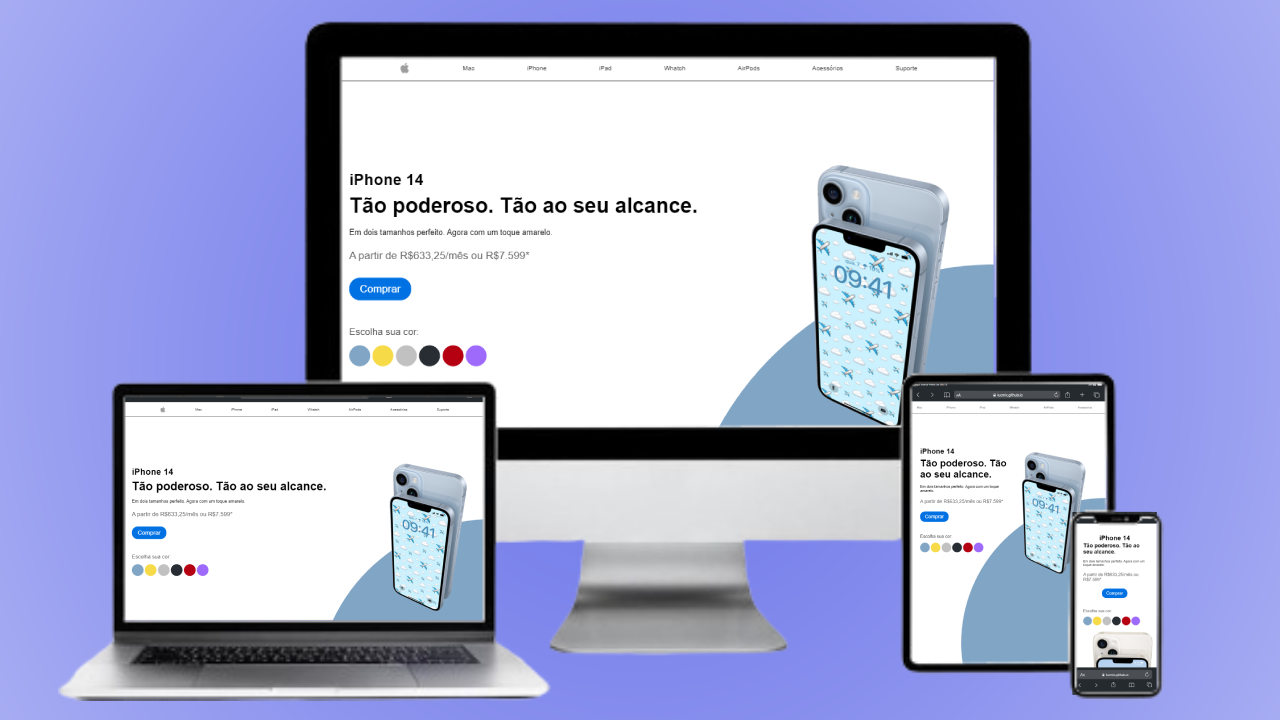 Mac iPhone iPad Whatch AirPods Acessórios Suporte
iPhone 14
Tão poderoso. Tão ao seu alcance.
Em dois tamanhos perfeito. Agora com um toque amarelo.
A partir de R$633,25/mês ou R$7.599*
Comprar
Escolha sua cor:
09:41
Mac iPhone iPad Whatch AirPods Acessórios Suporte
iPhone 14
Tão poderoso. Tão ao seu alcance.
Em dois tamanhos perfeito. Agora com um toque amarelo.
A partir de R$633,25/mês ou R$7.599*
Comprar
Escolha sua cor:
09:41
Mac iPhone iPad Whatch AirPods Acessórios
iPhone 14
Tão poderoso. Tão
ao seu alcance.
Em dois tamanhos perfeito. Agora com um toque
amarelo.
A partir de R$633,25/mês ou R$7.599*
Comprar
Escolha sua cor:
09:41
iPhone 14
Tão poderoso. Tão ao
seu alcance.
Em dois tamanhos perfeito. Agora com um
toque amarelo.
A partir de R$633,25/mês ou
R$7.599*
Comprar
Escolha sua cor: